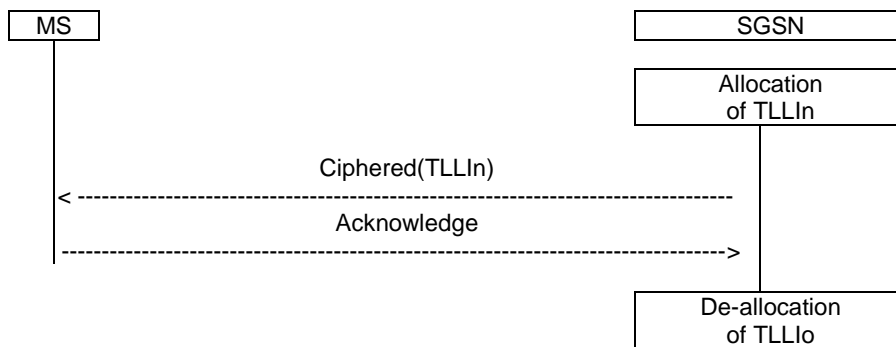 MS
SGSN
Allocation
of TLLIn
Ciphered(TLLIn)
Acknowledge
De-allocation
of TLLIo